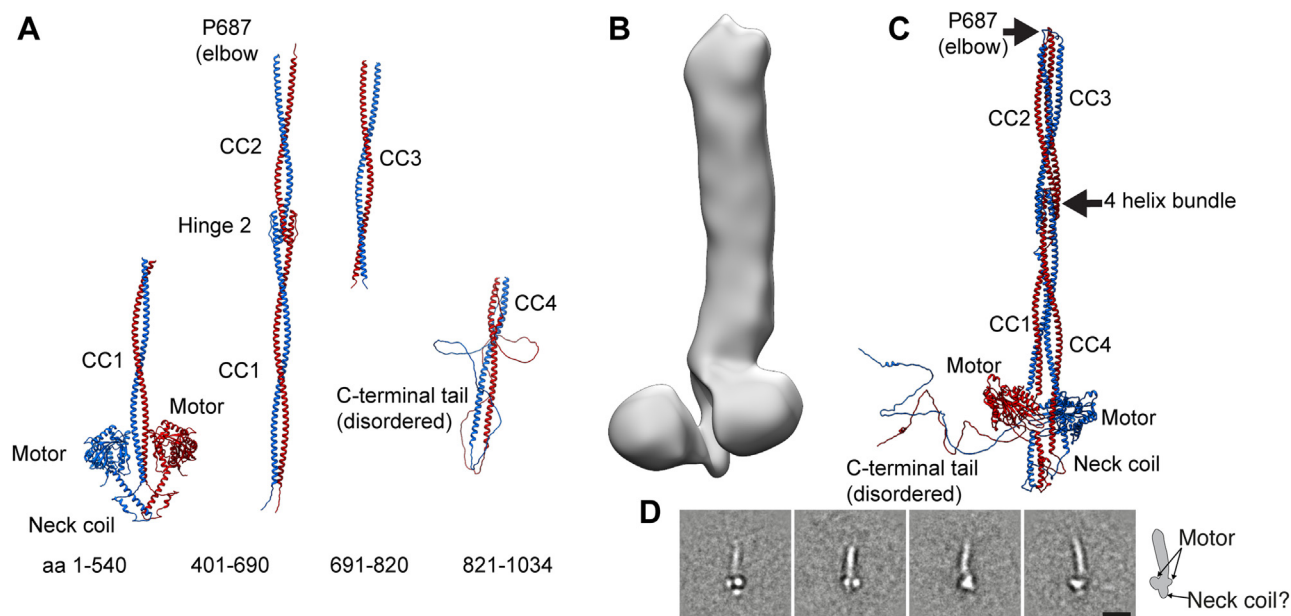 A
P687
(elbow
CC2
CC3
Hinge 2
CC4
CC1
CC1
C-terminal tail
(disordered)
Motor
Motor
Neck coil
aa 1-540
401-690
691-820
821-1034
B
C
P687
(elbow)
CC3
CC2
4 helix bundle
CC1
CC4
Motor
Motor
C-terminal tail
(disordered)
Neck coil
D
Motor
Neck coil?